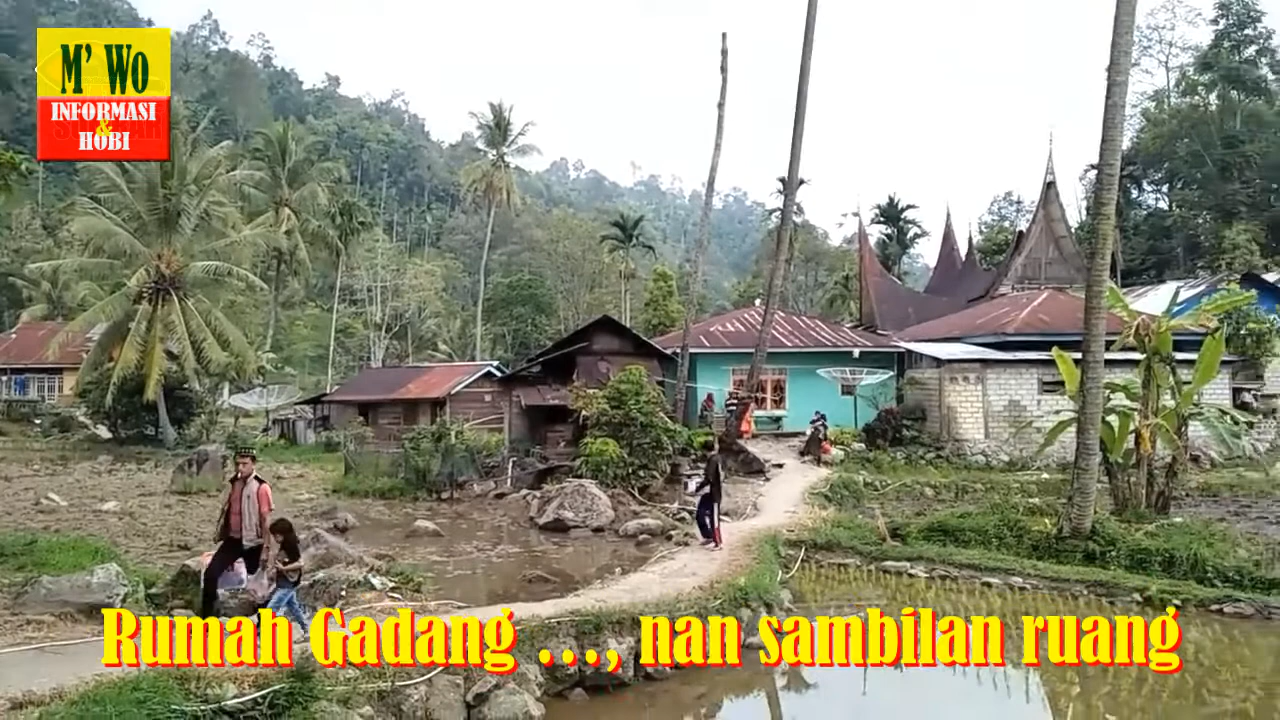 M' Wo
INFORMASI
&
HOBI
Rumah Gadang ..., nan sambilan ruang